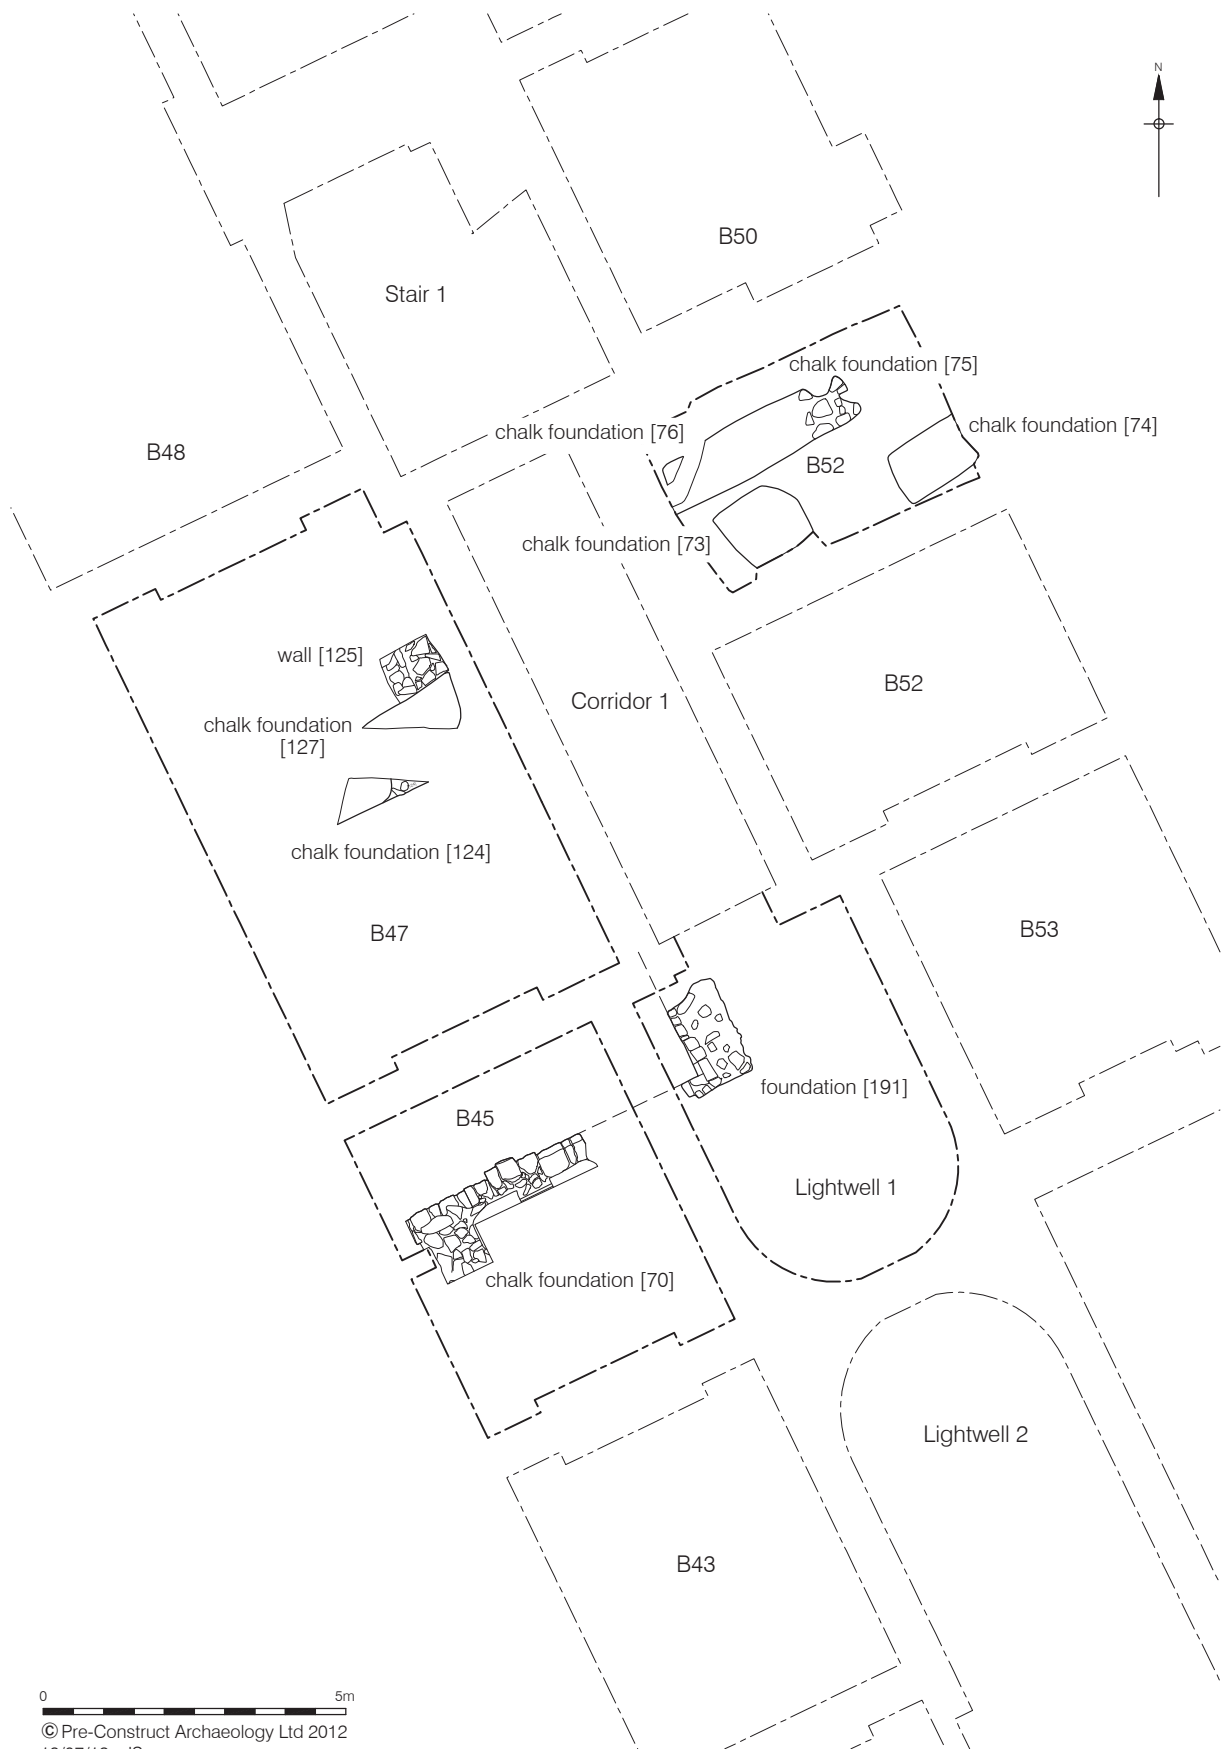 N
B50
Stair 1
chalk foundation [75]
chalk foundation [74]
chalk foundation [76]
B48
B52
chalk foundation [73]
wall [125]
B52
Corridor 1
chalk foundation
[127]
chalk foundation [124]
B47
B53
foundation [191]
B45
Lightwell 1
chalk foundation [70]
Lightwell 2
B43
0 5m
© Pre-Construct Archaeology Ltd 2012